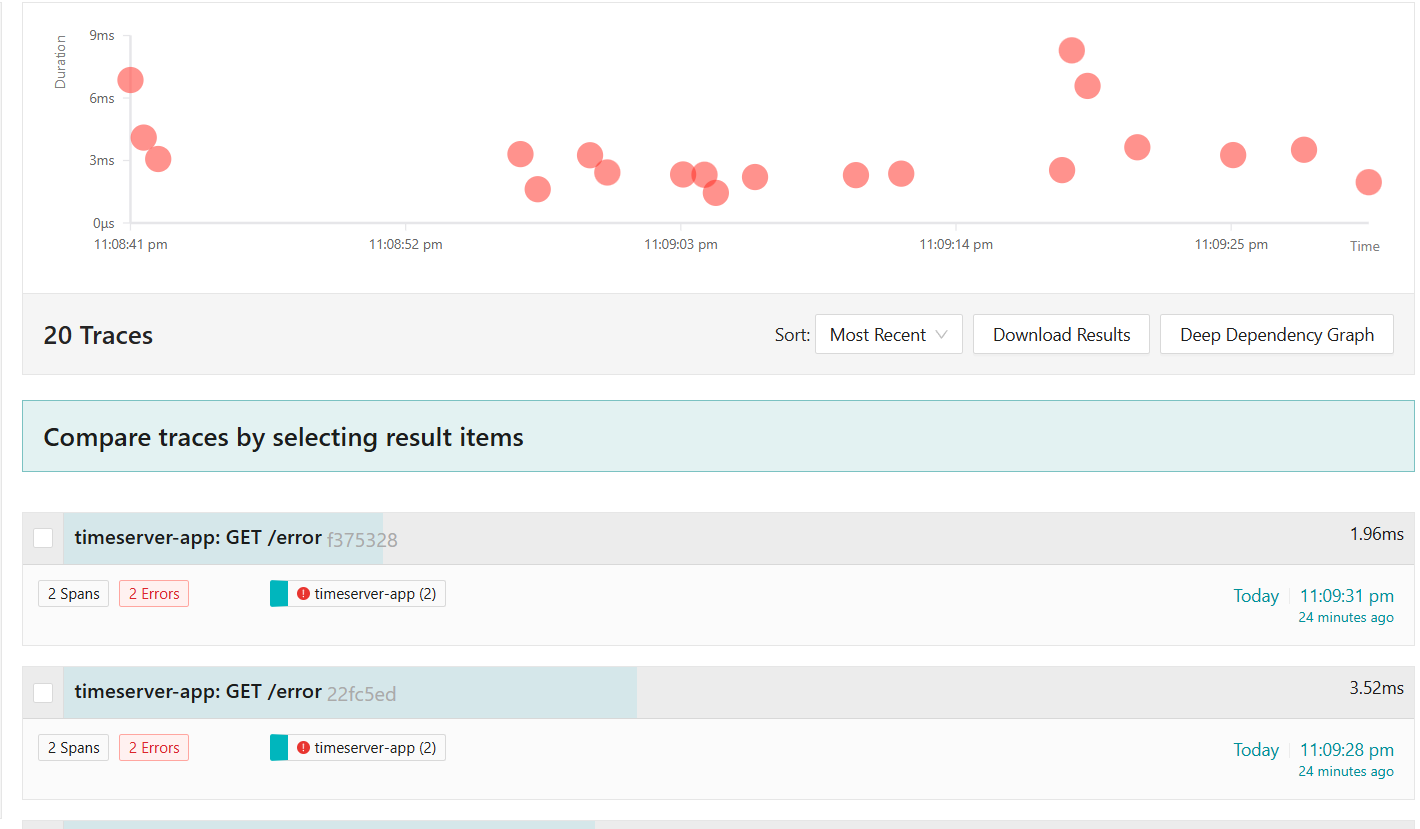 Duration
9ms
6ms
3ms
0μs
11:08:41 pm 11:08:52 pm 11:09:03 pm 11:09:14 pm 11:09:25 pm Time
20 Traces Sort: Most Recent Download Results Deep Dependency Graph
Compare traces by selecting result items
timeserver-app: GET /error f375328 1.96ms
2 Spans 2 Errors timeserver-app (2) Today 11:09:31 pm
24 minutes ago
timeserver-app: GET /error 22fc5ed 3.52ms
2 Spans 2 Errors timeserver-app (2) Today 11:09:28 pm
24 minutes ago